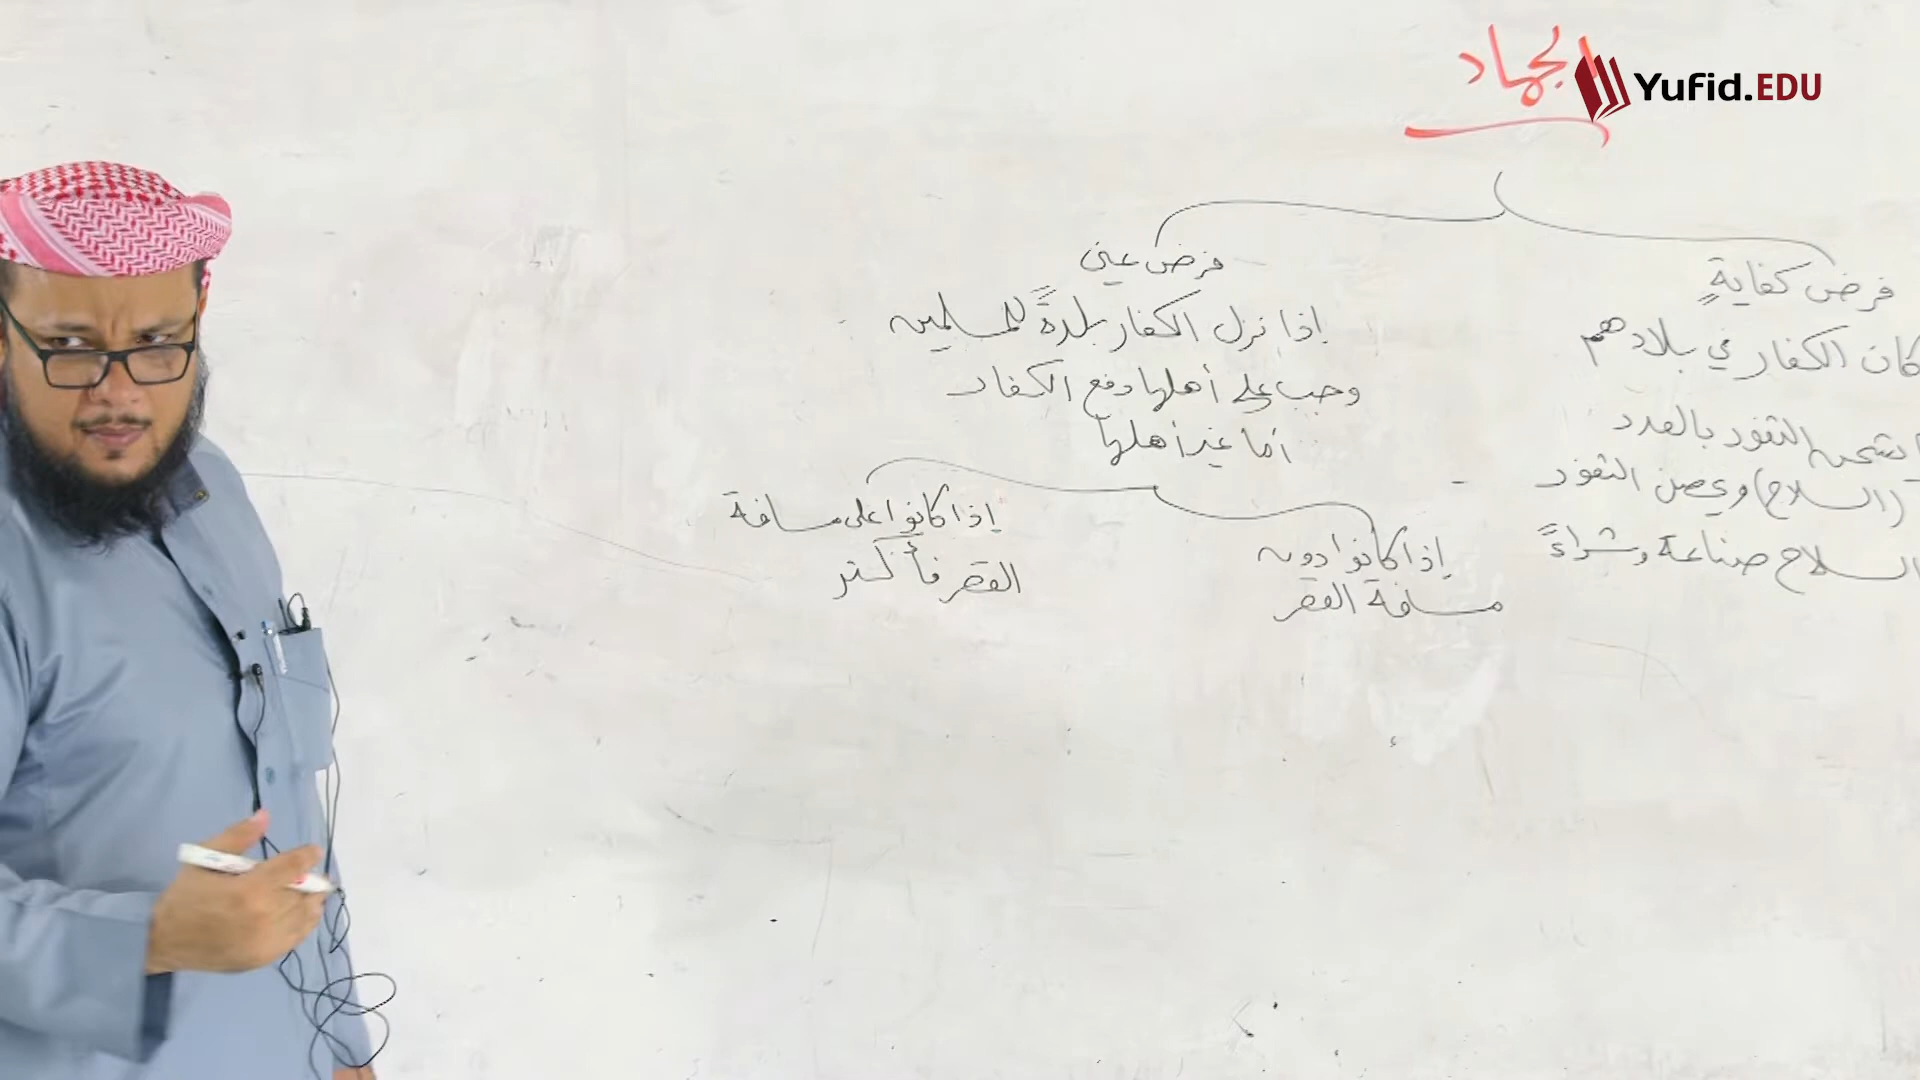 الجهاد
Yufid.EDU
فرض كفايةٍ
كان الكفار في بلادهم
تشحن الثغور بالعدد
(السلاح) ويحصن الثغور
السلاح صناعة وشراءً
فرض عين
إذا نزل الكفار بلدةً للمسلمين
وجب على أهلها دفع الكفار
أما غير أهلها
إذا كانوا دون
مسافة القصر
إذا كانوا على مسافة
القصر فأكثر